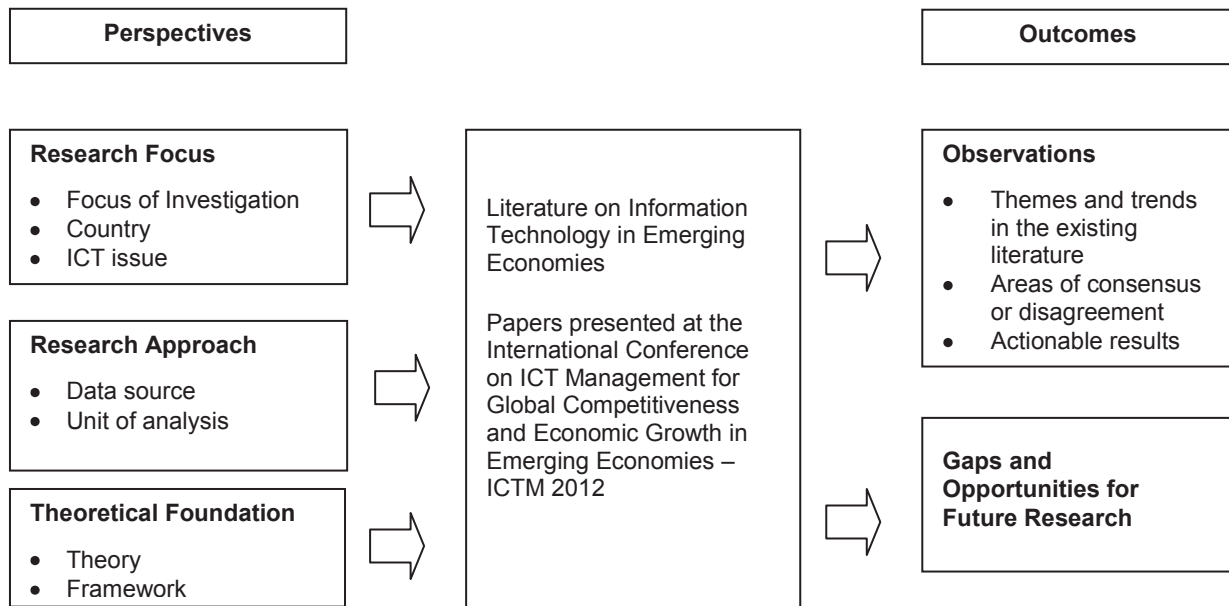 Perspectives
Outcomes
Research Focus
• Focus of Investigation
• Country
• ICT issue
Research Approach
• Data source
• Unit of analysis
Theoretical Foundation
• Theory
• Framework
Literature on Information
Technology in Emerging
Economies
Papers presented at the
International Conference
on ICT Management for
Global Competitiveness
and Economic Growth in
Emerging Economies –
ICTM 2012
Observations
• Themes and trends
in the existing
literature
• Areas of consensus
or disagreement
• Actionable results
Gaps and
Opportunities for
Future Research